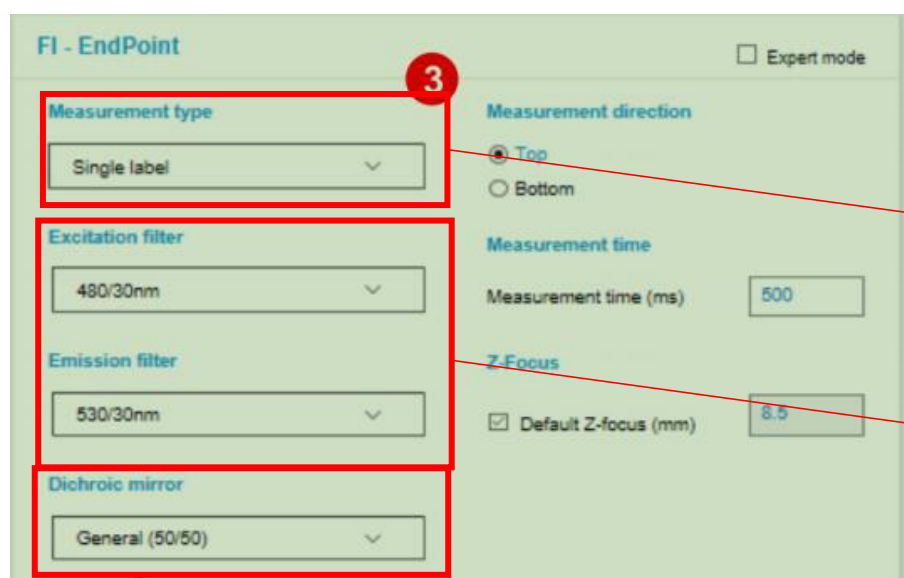 FI - EndPoint
Expert mode
3
Measurement type
Single label
Measurement direction
Top
Bottom
Excitation filter
480/30nm
Measurement time
Measurement time (ms)
500
Emission filter
530/30nm
Z-Focus
Default Z-focus (mm)
8.5
Dichroic mirror
General (50/50)